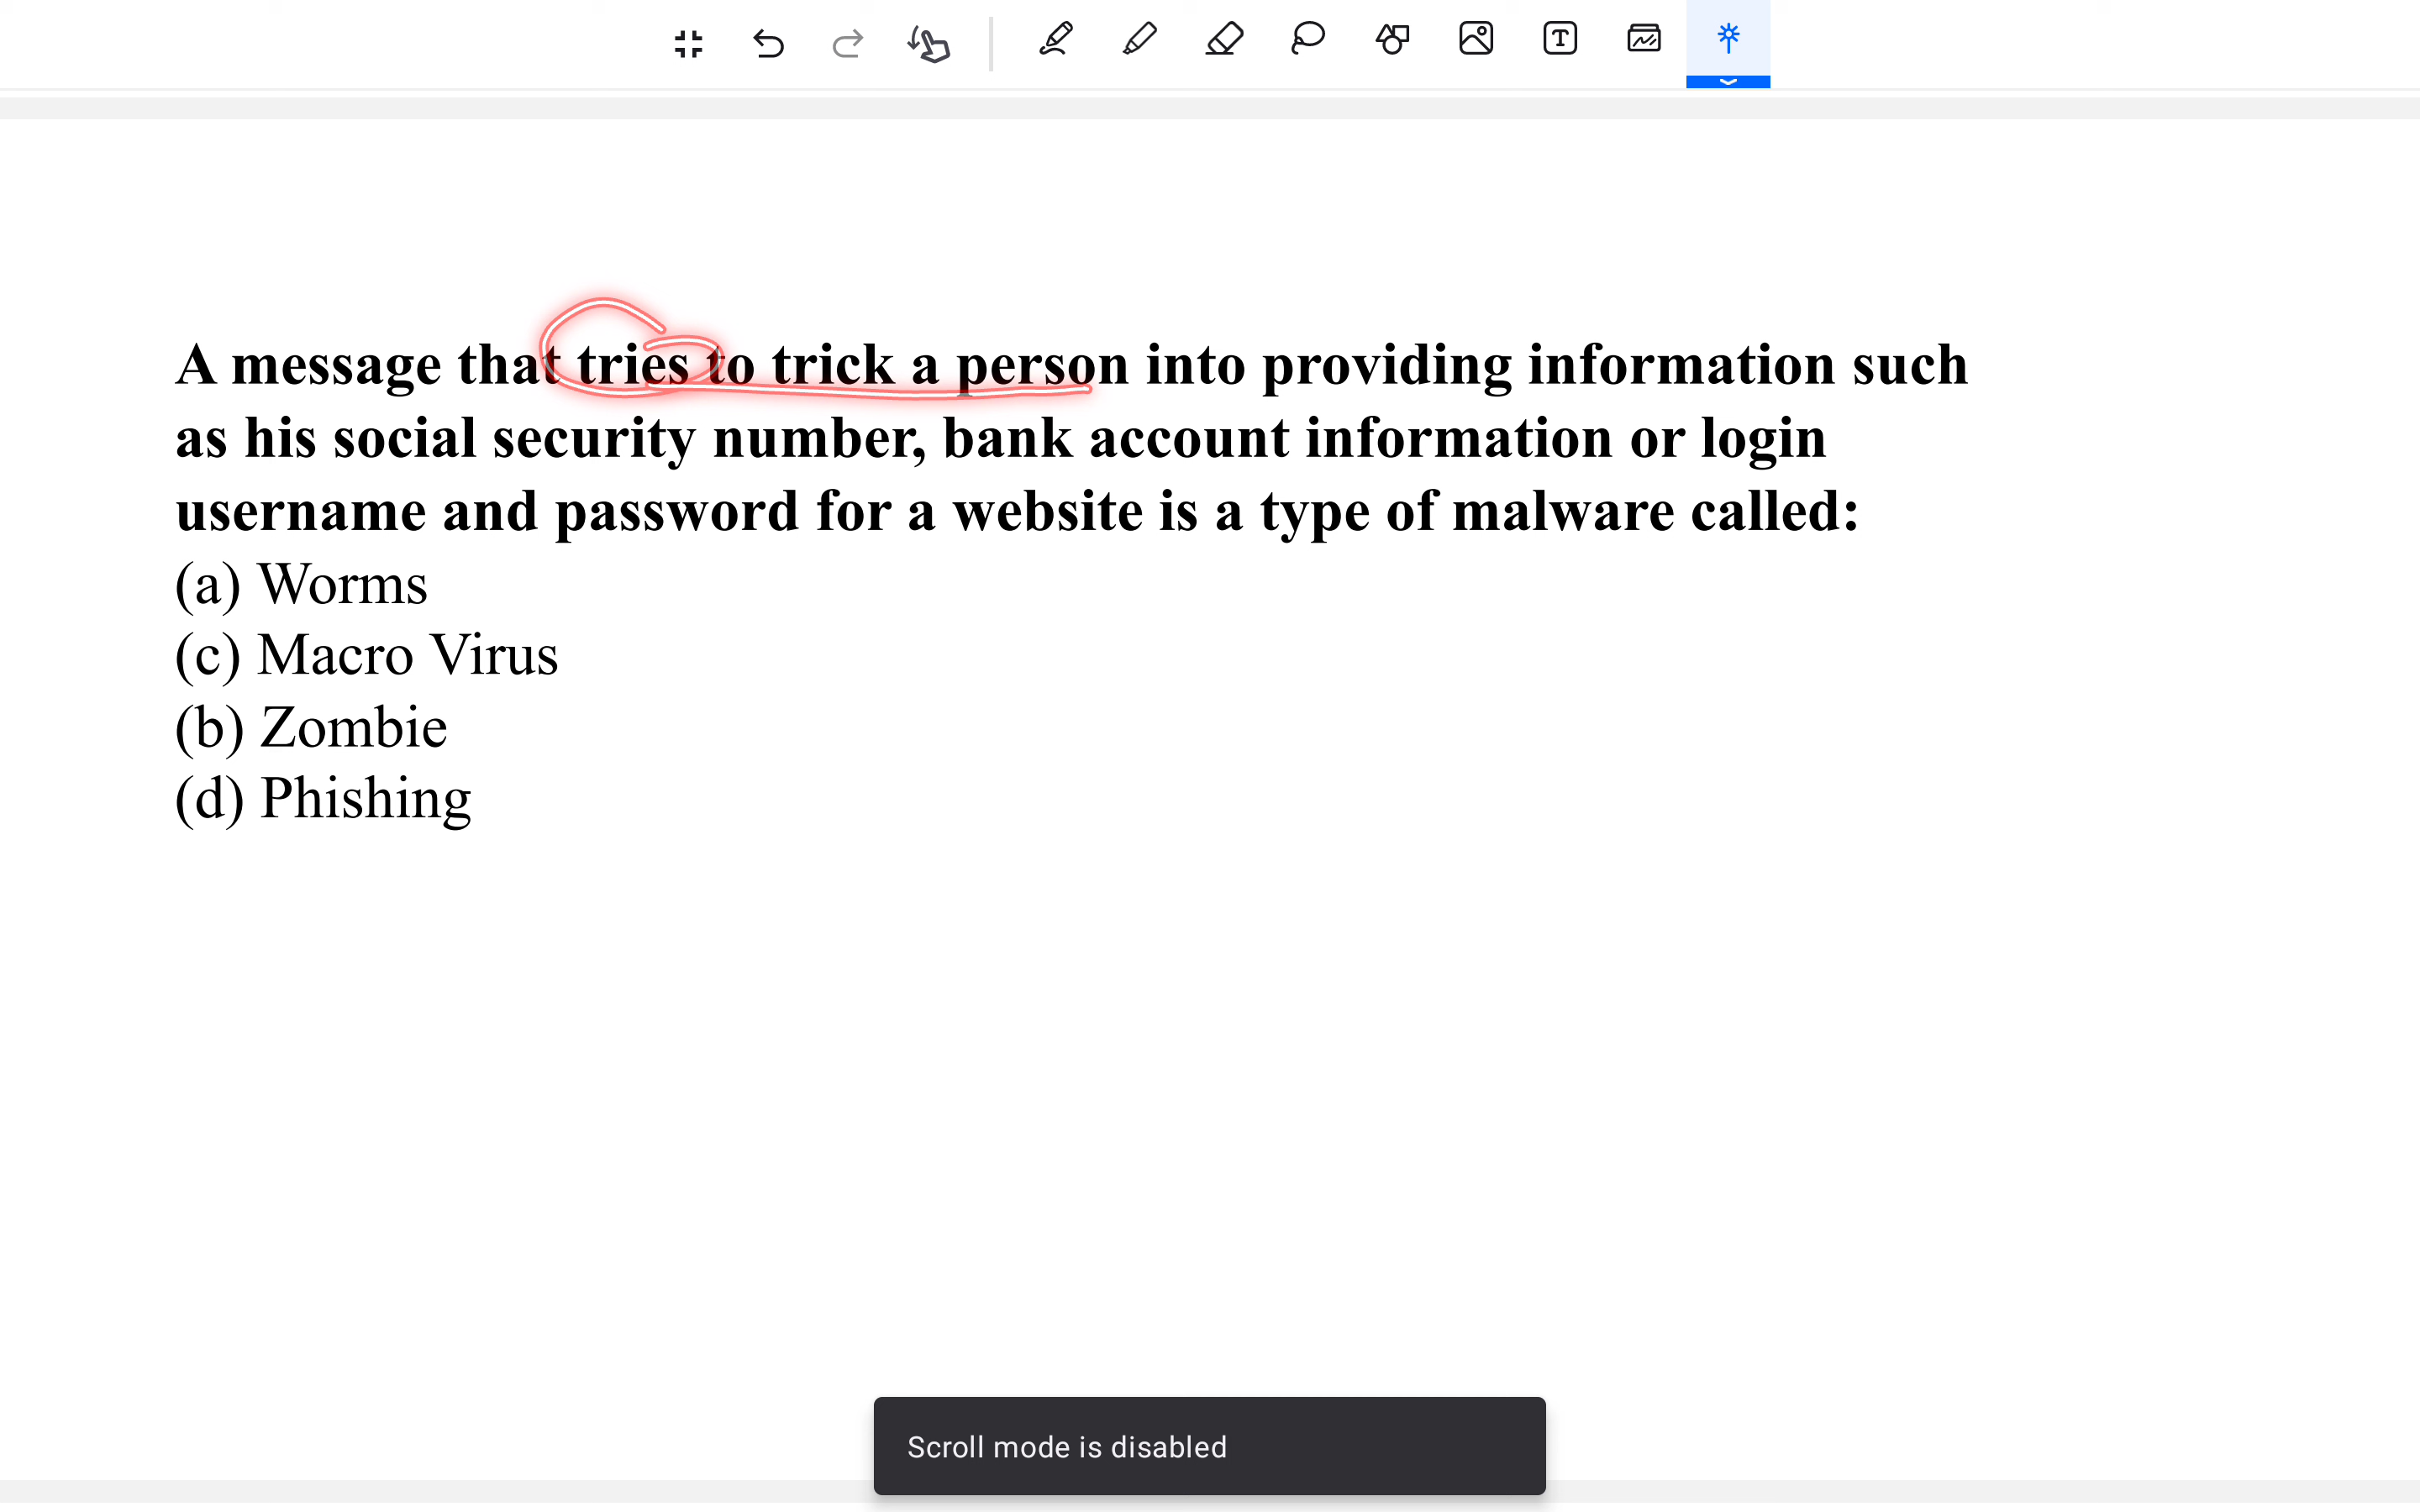 A message that tries to trick a person into providing information such
as his social security number, bank account information or login
username and password for a website is a type of malware called:
(a) Worms
(c) Macro Virus
(b) Zombie
(d) Phishing
Scroll mode is disabled